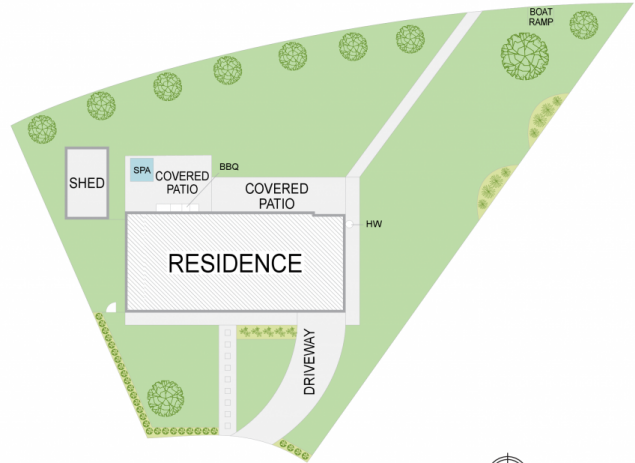 BOAT
RAMP
BBQ
SPA
COVERED
PATIO
SHED
COVERED
PATIO
HW
RESIDENCE
DRIVEWAY